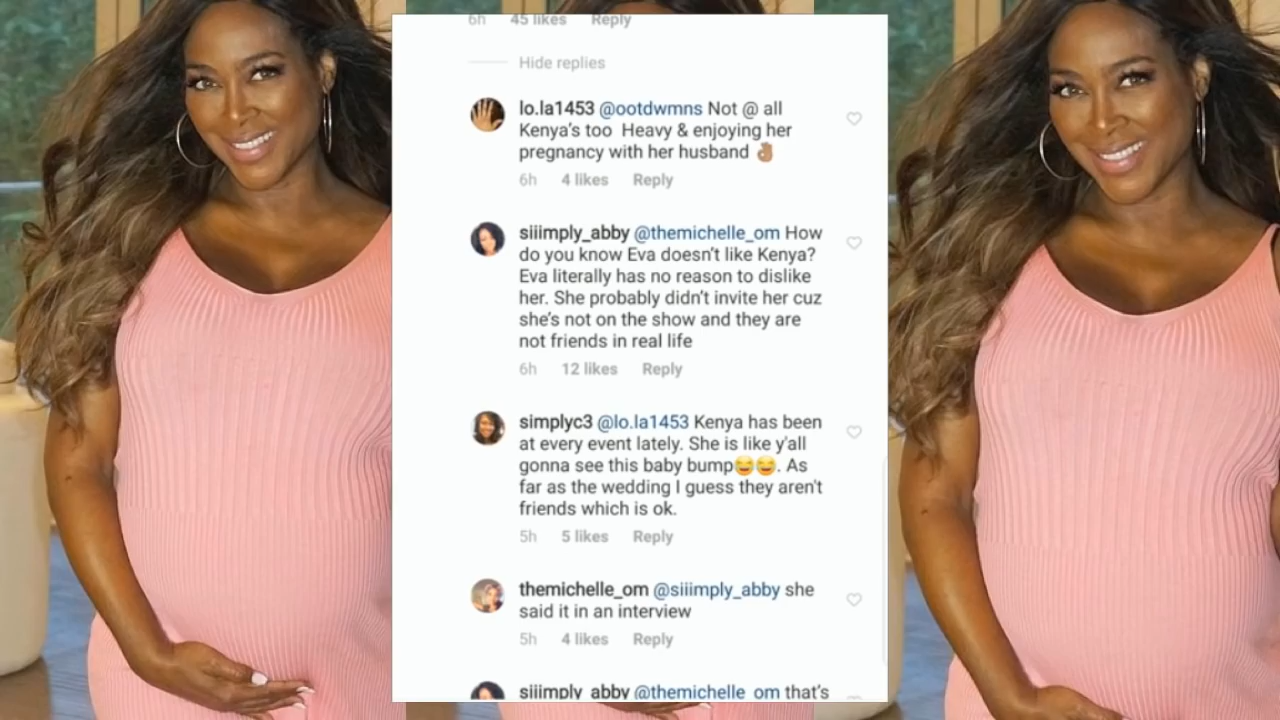 6h 45 likes Reply
Hide replies
lo.la1453 @ootdwmns Not @ all
Kenya's too Heavy & enjoying her
pregnancy with her husband 👌🏽
6h 4 likes Reply
siiimply_abby @themichelle_om How
do you know Eva doesn't like Kenya?
Eva literally has no reason to dislike
her. She probably didn't invite her cuz
she's not on the show and they are
not friends in real life
6h 12 likes Reply
simplyc3 @lo.la1453 Kenya has been
at every event lately. She is like y'all
gonna see this baby bump😂😂. As
far as the wedding I guess they aren't
friends which is ok.
5h 5 likes Reply
themichelle_om @siiimply_abby she
said it in an interview
5h 4 likes Reply
siiimply_abby @themichelle_om that's